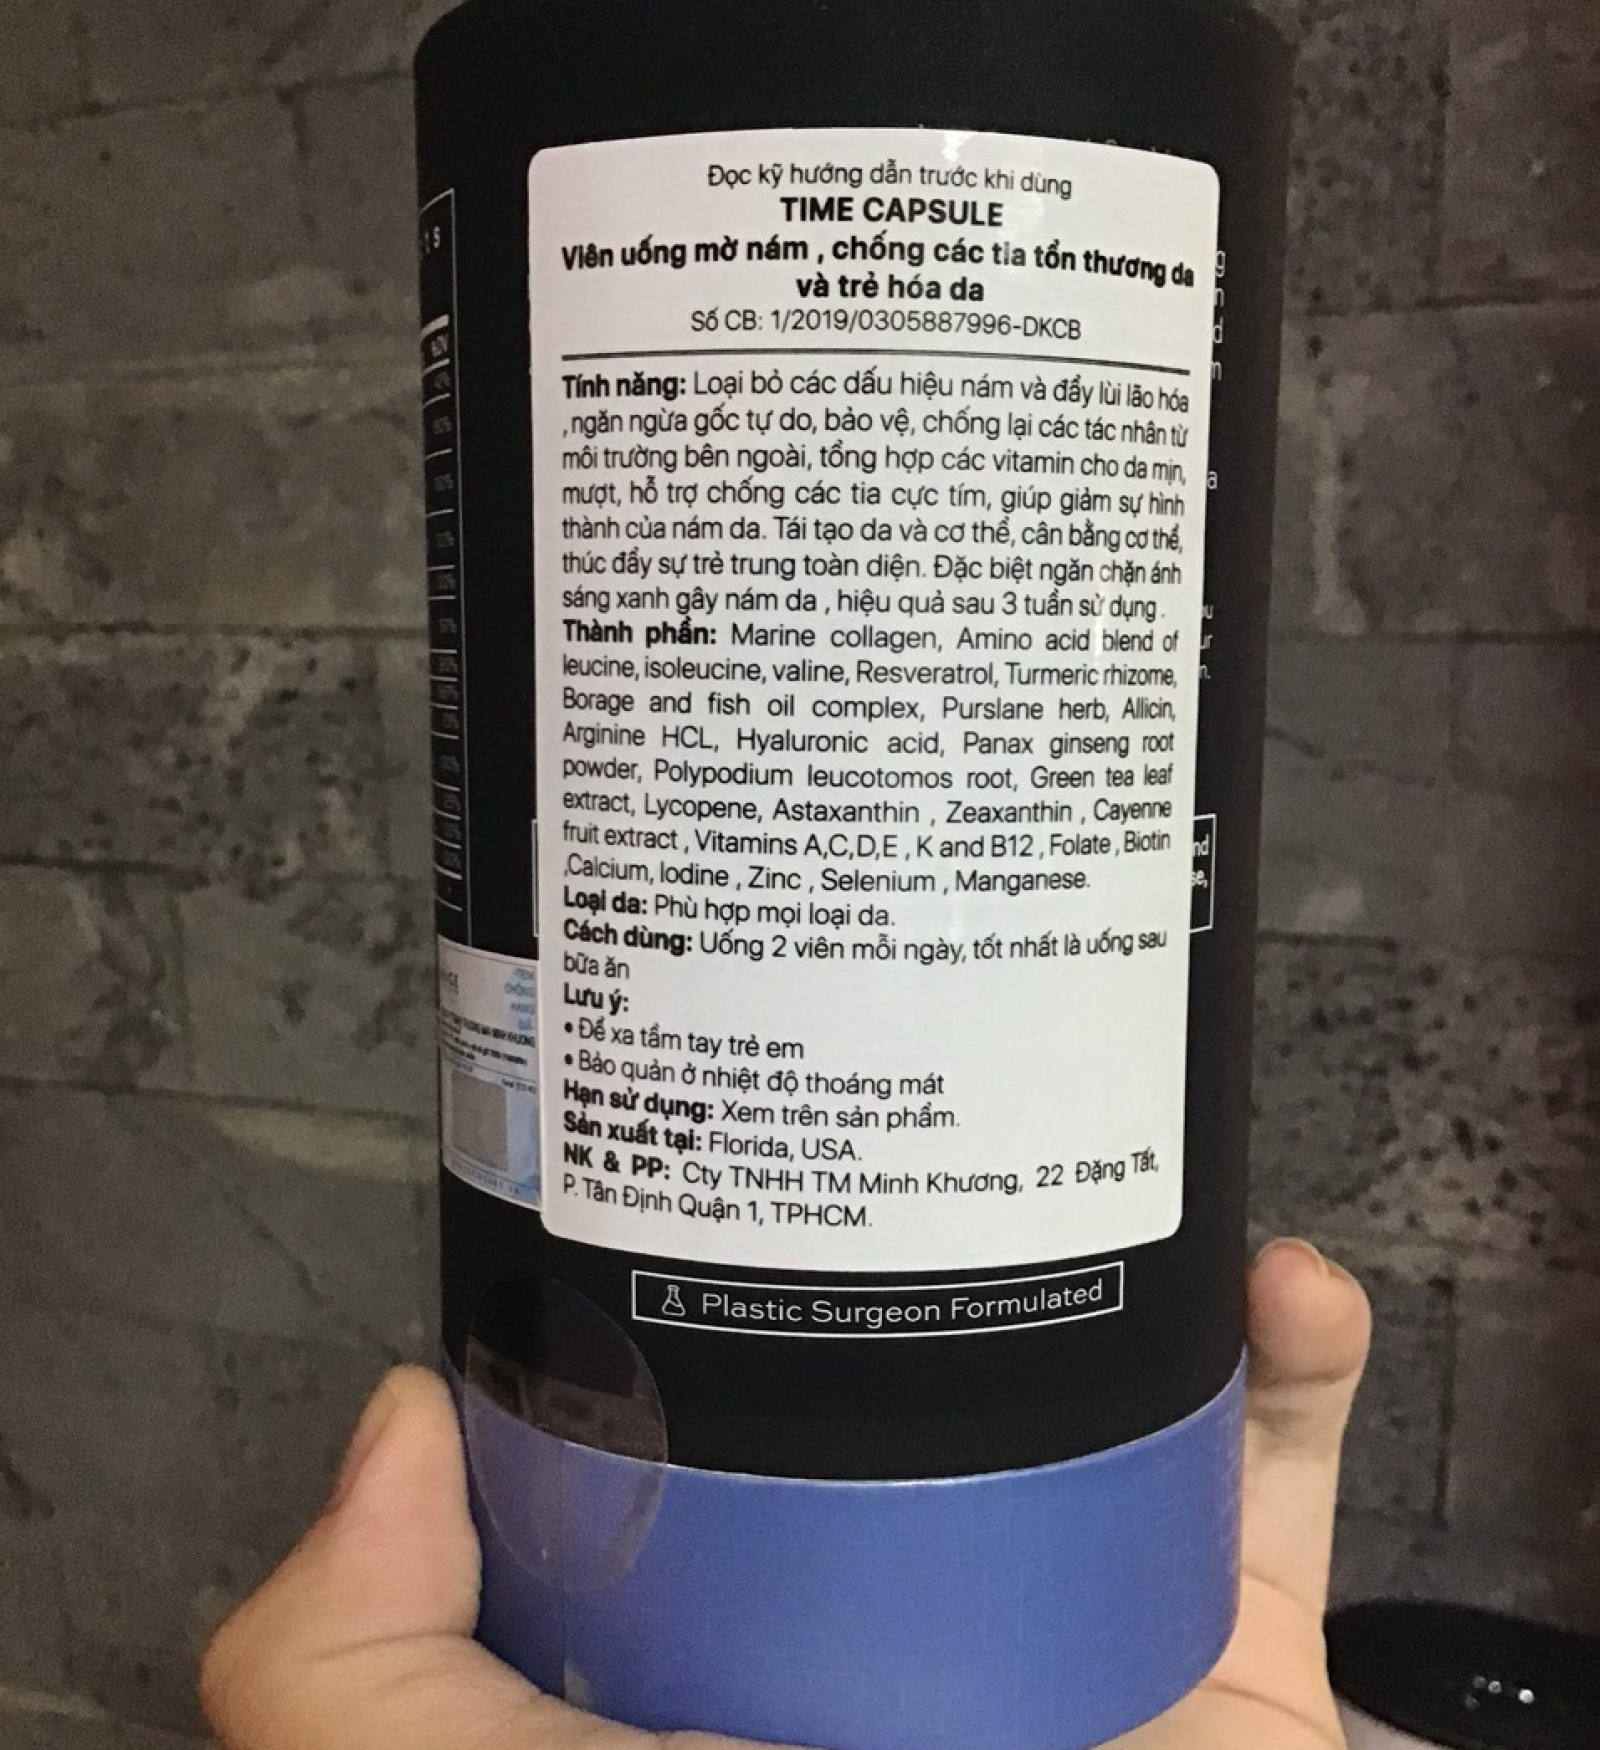 Đọc kỹ hướng dẫn trước khi dùng
TIME CAPSULE
Viên uống mờ nám , chống các tia tổn thương da
và trẻ hóa da
Số CB: 1/2019/0305887996-DKCB
Tính năng: Loại bỏ các dấu hiệu nám và đẩy lùi lão hóa
,ngăn ngừa gốc tự do, bảo vệ, chống lại các tác nhân từ
môi trường bên ngoài, tổng hợp các vitamin cho da mịn,
mượt, hỗ trợ chống các tia cực tím, giúp giảm sự hình
thành của nám da. Tái tạo da và cơ thể, cân bằng cơ thể,
thúc đẩy sự trẻ trung toàn diện. Đặc biệt ngăn chặn ánh
sáng xanh gây nám da , hiệu quả sau 3 tuần sử dụng .
Thành phần: Marine collagen, Amino acid blend of
leucine, isoleucine, valine, Resveratrol, Turmeric rhizome,
Borage and fish oil complex, Purslane herb, Allicin,
Arginine HCL, Hyaluronic acid, Panax ginseng root
powder, Polypodium leucotomos root, Green tea leaf
extract, Lycopene, Astaxanthin , Zeaxanthin , Cayenne
fruit extract , Vitamins A,C,D,E , K and B12 , Folate , Biotin
,Calcium, Iodine , Zinc , Selenium , Manganese.
Loại da: Phù hợp mọi loại da.
Cách dùng: Uống 2 viên mỗi ngày, tốt nhất là uống sau
bữa ăn
Lưu ý:
• Để xa tầm tay trẻ em
• Bảo quản ở nhiệt độ thoáng mát
Hạn sử dụng: Xem trên sản phẩm.
Sản xuất tại: Florida, USA.
NK & PP: Cty TNHH TM Minh Khương, 22 Đặng Tất,
P. Tân Định Quận 1, TPHCM.
Plastic Surgeon Formulated
%DV
TEM
CHỐNG
HÀNG
GIẢ